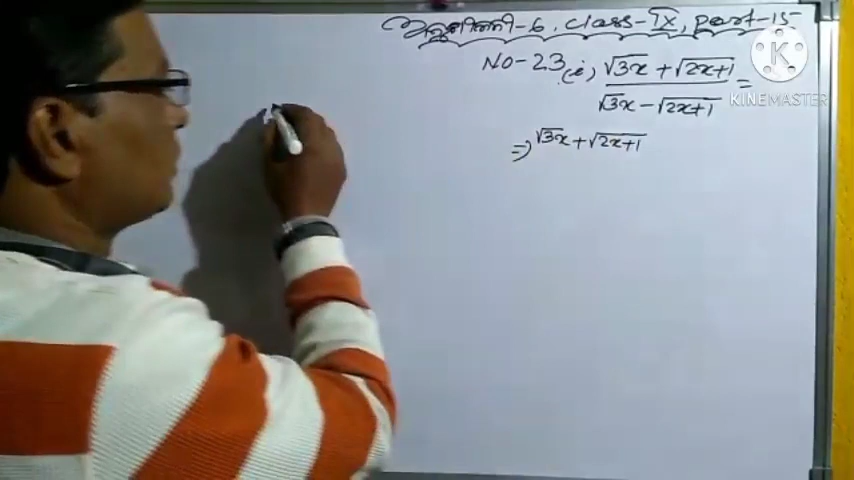 অনুশীলনী-6, class-IX, part-15
NO-23(i), √3x + √2x+1 / √3x - √2x+1 =
⇒ √3x + √2x+1
K
KINEMASTER